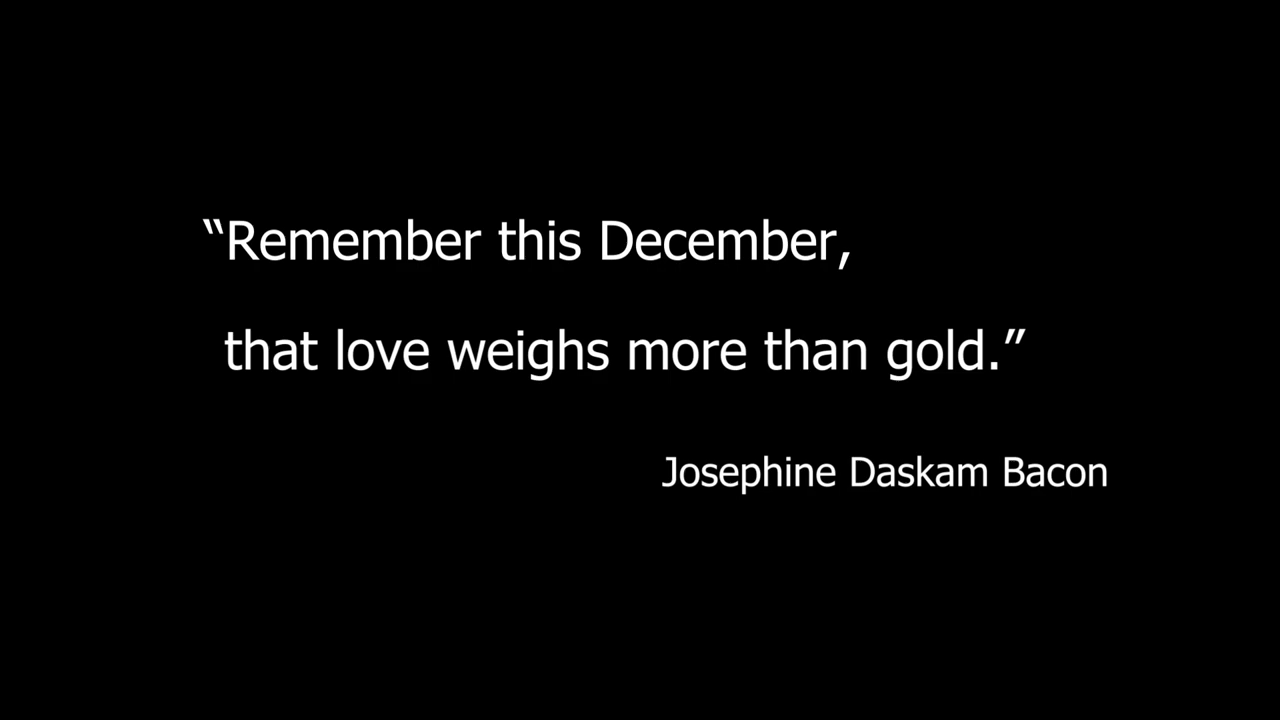 “Remember this December,
that love weighs more than gold.”
Josephine Daskam Bacon